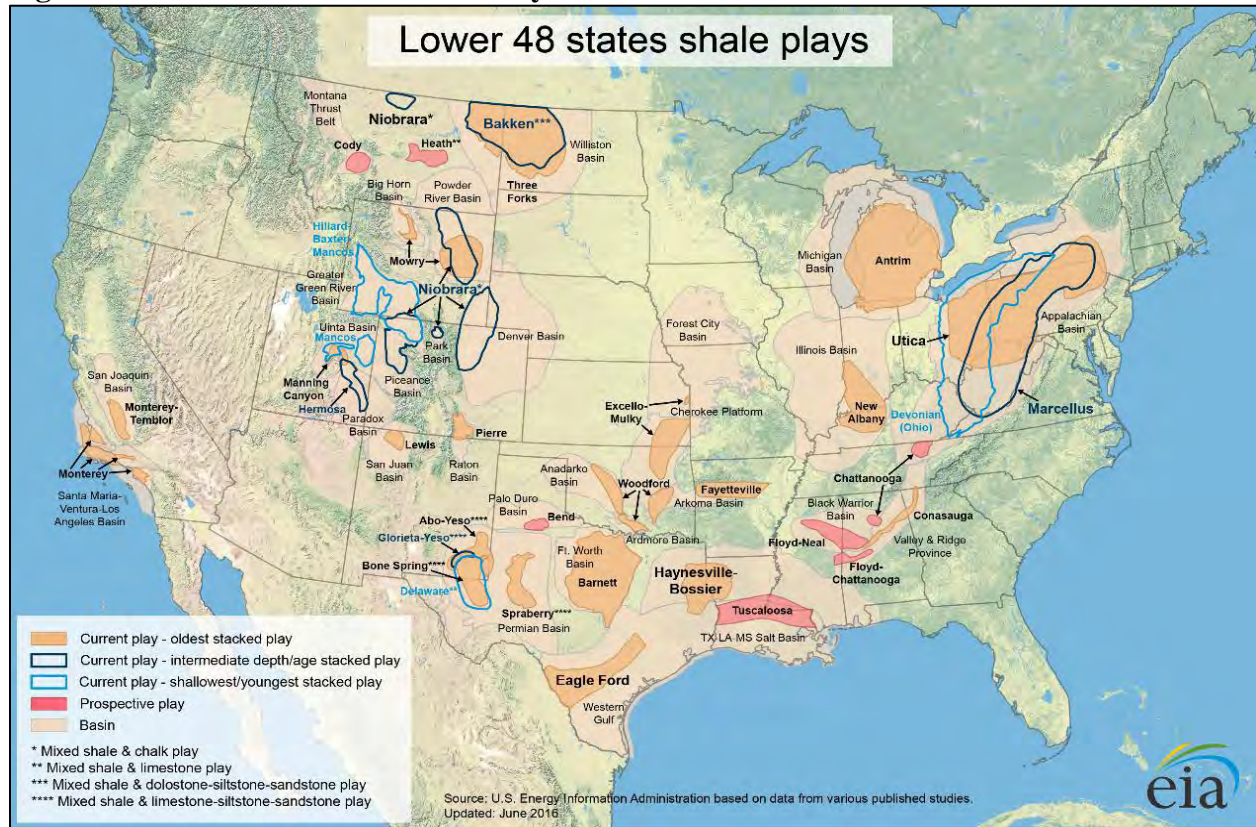 Lower 48 states shale plays
Montana
Thrust
Belt
Niobrara*
Bakken***
Cody
Heath**
Williston
Basin
Big Horn
Basin
Powder
River Basin
Three
Forks
Hilliard-
Baxter-
Mancos
Mowry
Greater
Green River
Basin
Niobrara*
Uinta Basin
Mancos
Park
Basin
Denver Basin
Manning
Canyon
Piceance
Basin
Hermosa
Paradox
Basin
San Joaquin
Basin
Monterey-
Temblor
Monterey
Santa Maria-
Ventura-Los
Angeles Basin
Lewis
San Juan
Basin
Pierre
Raton
Basin
Forest City
Basin
Excello-
Mulky
Cherokee Platform
Michigan
Basin
Antrim
Illinois Basin
New
Albany
Utica
Appalachian
Basin
Devonian
(Ohio)
Marcellus
Anadarko
Basin
Woodford
Arkoma Basin
Fayetteville
Chattanooga
Black Warrior
Basin
Conasauga
Floyd-Neal
Valley & Ridge
Province
Floyd-
Chattanooga
Palo Duro
Basin
Bend
Ardmore Basin
Abo-Yeso****
Glorieta-Yeso****
Bone Spring****
Delaware**
Ft. Worth
Basin
Barnett
Spraberry****
Permian Basin
Haynesville-
Bossier
Tuscaloosa
TX-LA-MS Salt Basin
Eagle Ford
Western
Gulf
Current play - oldest stacked play
Current play - intermediate depth/age stacked play
Current play - shallowest/youngest stacked play
Prospective play
Basin
* Mixed shale & chalk play
** Mixed shale & limestone play
*** Mixed shale & dolostone-siltstone-sandstone play
**** Mixed shale & limestone-siltstone-sandstone play
Source: U.S. Energy Information Administration based on data from various published studies.
Updated: June 2016
eia